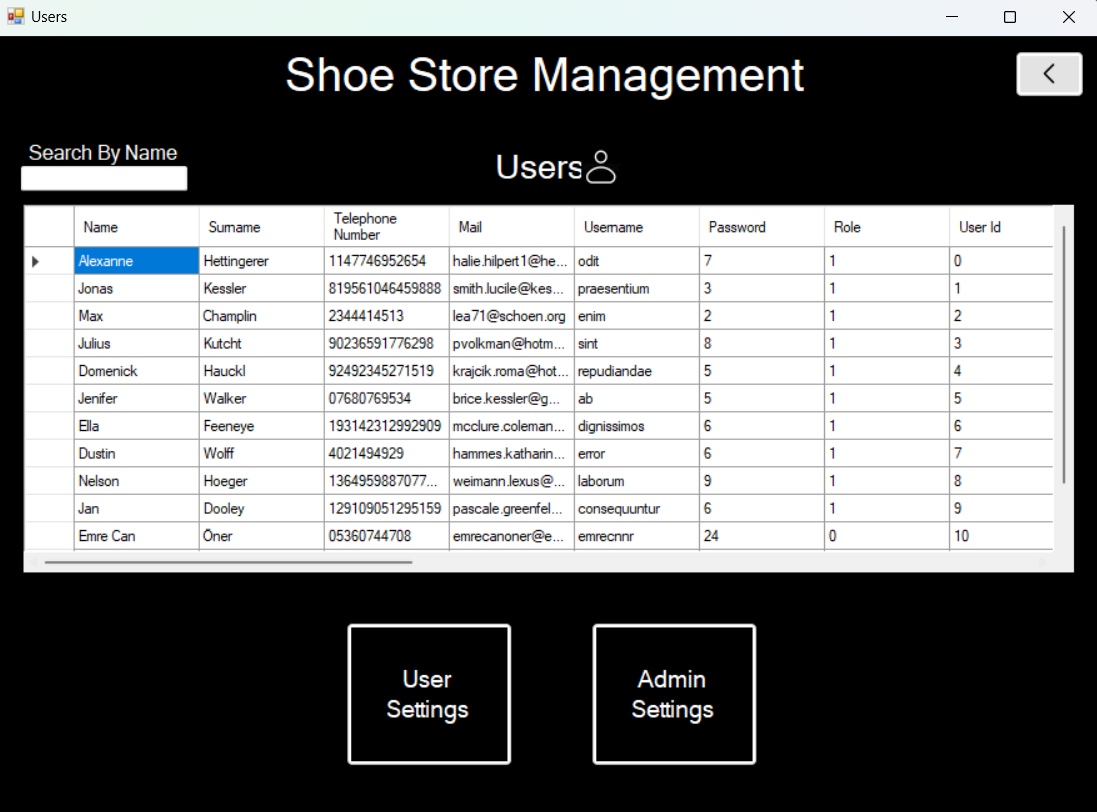 Users
Shoe Store Management
Search By Name
Users
Name Surname Telephone Number Mail Username Password Role User Id
Alexanne Hettingerer 1147746952654 halie.hilpert1@he... odit 7 1 0
Jonas Kessler 819561046459888 smith.lucile@kes... praesentium 3 1 1
Max Champlin 2344414513 lea71@schoen.org enim 2 1 2
Julius Kutcht 90236591776298 pvolkman@hotm... sint 8 1 3
Domenick Hauckl 92492345271519 krajcik.roma@hot... repudiandae 5 1 4
Jenifer Walker 07680769534 brice.kessler@g... ab 5 1 5
Ella Feeneye 193142312992909 mcclure.coleman... dignissimos 6 1 6
Dustin Wolff 4021494929 hammes.katharin... error 6 1 7
Nelson Hoeger 1364959887077... weimann.lexus@... laborum 9 1 8
Jan Dooley 129109051295159 pascale.greenfel... consequuntur 6 1 9
Emre Can Öner 05360744708 emrecanoner@e... emrecnnr 24 0 10
User
Settings
Admin
Settings